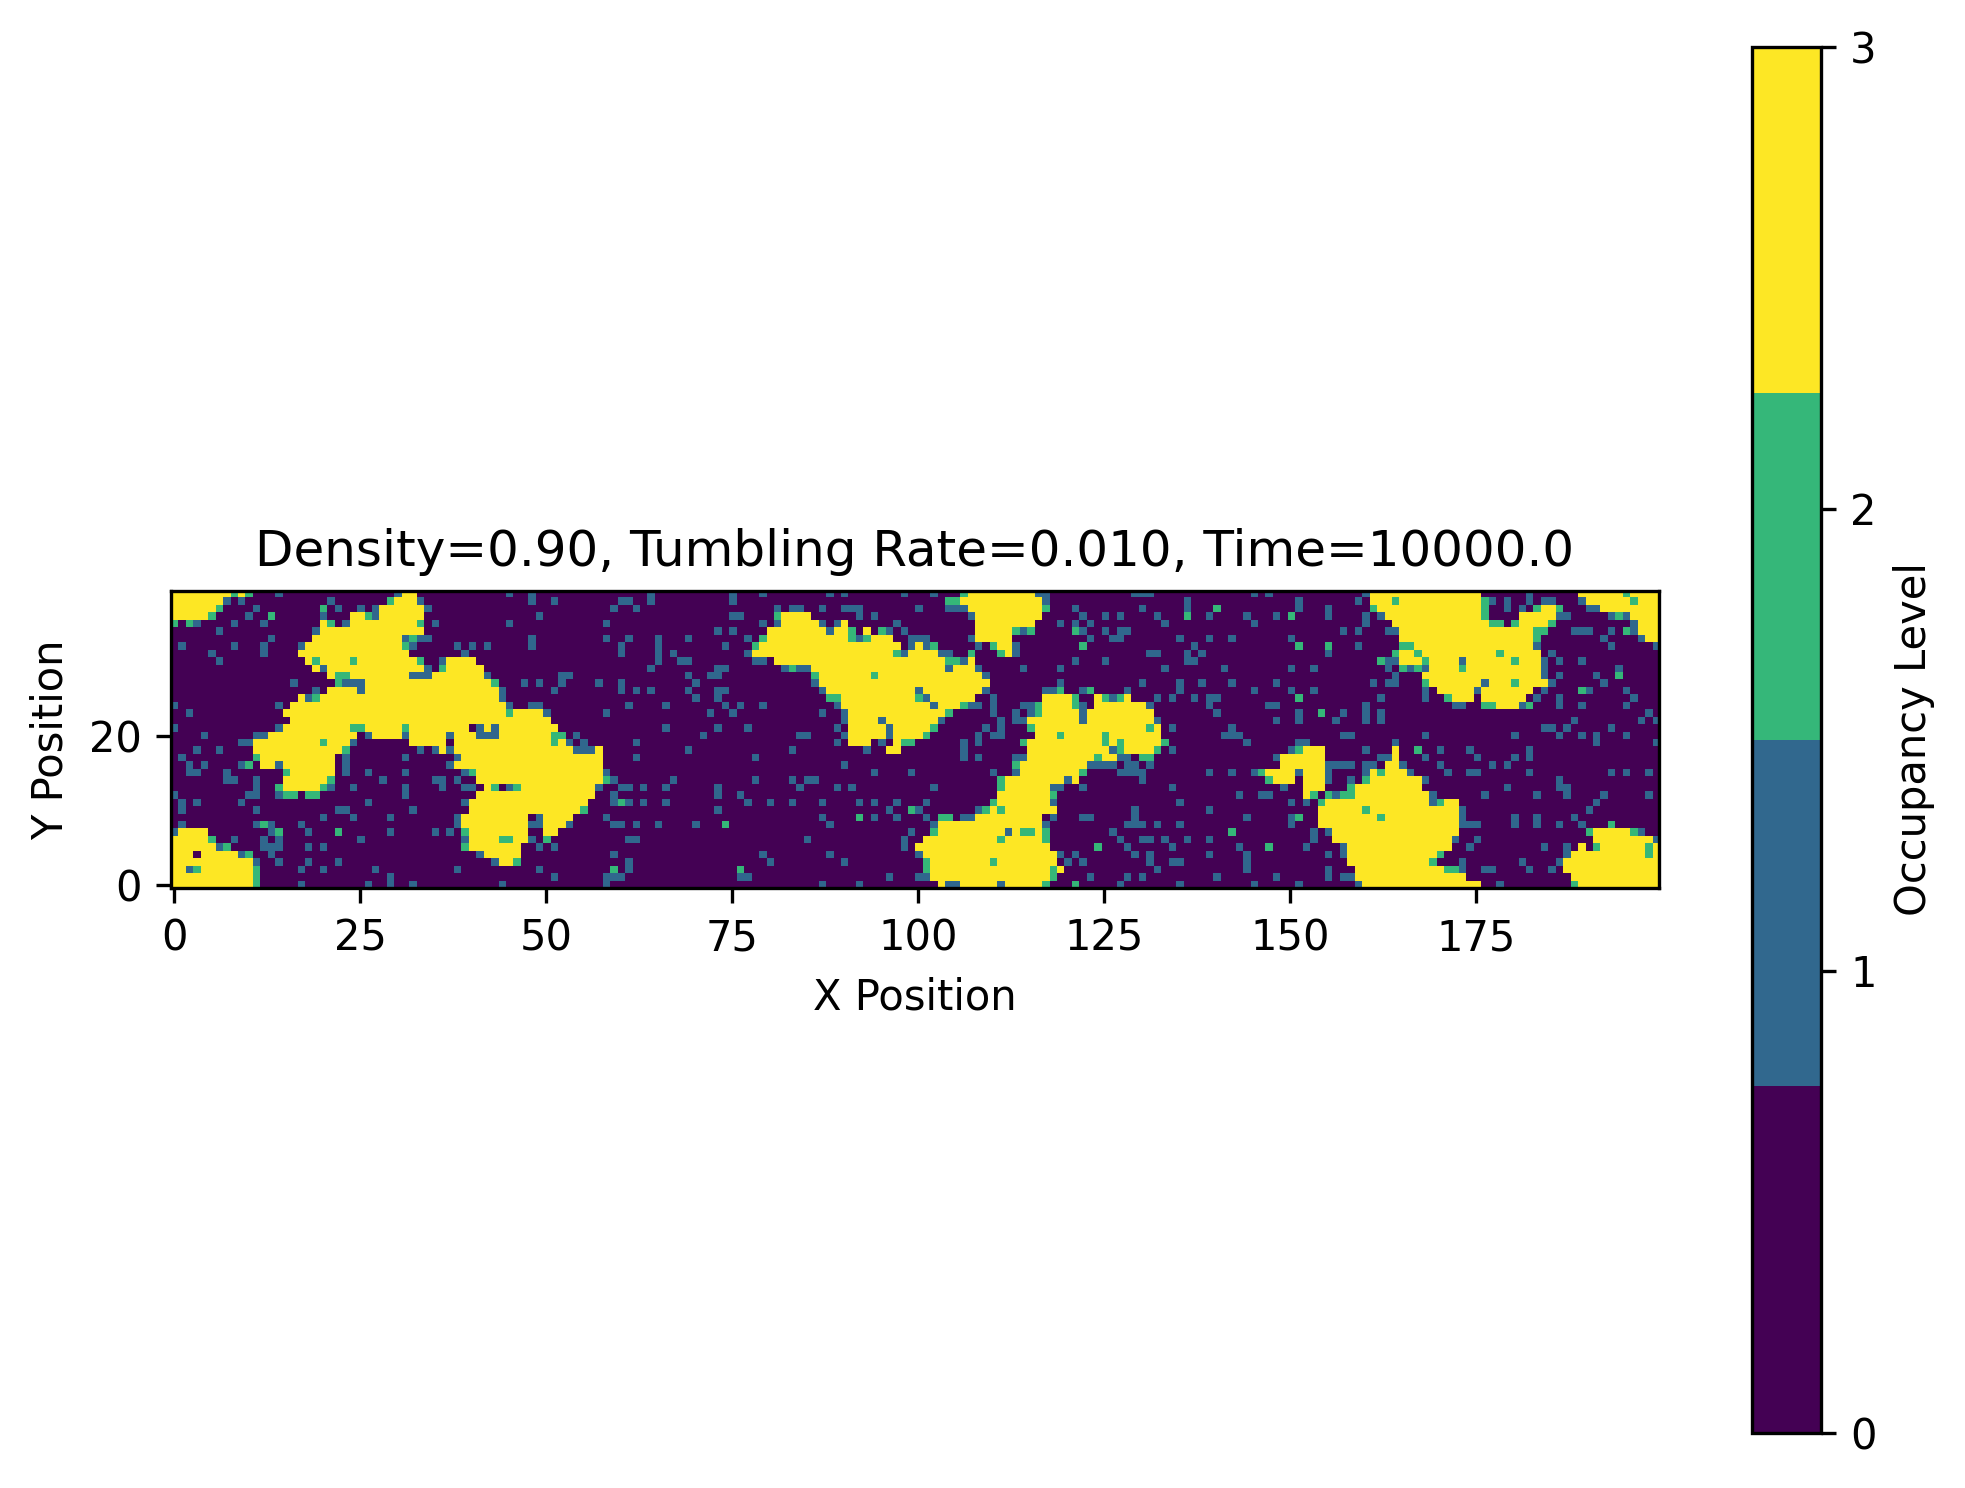 Density=0.90, Tumbling Rate=0.010, Time=10000.0
Y Position
20
0
0 25 50 75 100 125 150 175
X Position
3
2
1
0
Occupancy Level